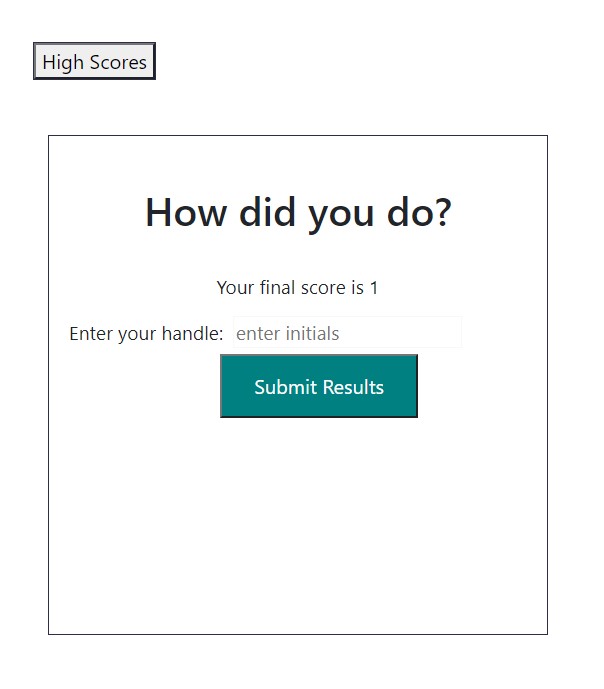 High Scores
How did you do?
Your final score is 1
Enter your handle: enter initials
Submit Results